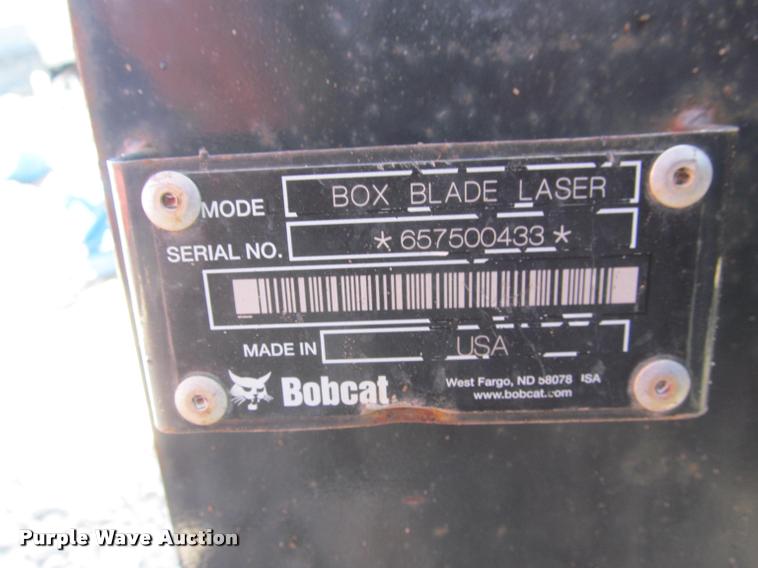 MODE BOX BLADE LASER
SERIAL NO. *657500433*
MADE IN USA
Bobcat
West Fargo, ND 58078 USA
www.bobcat.com
Purple Wave Auction